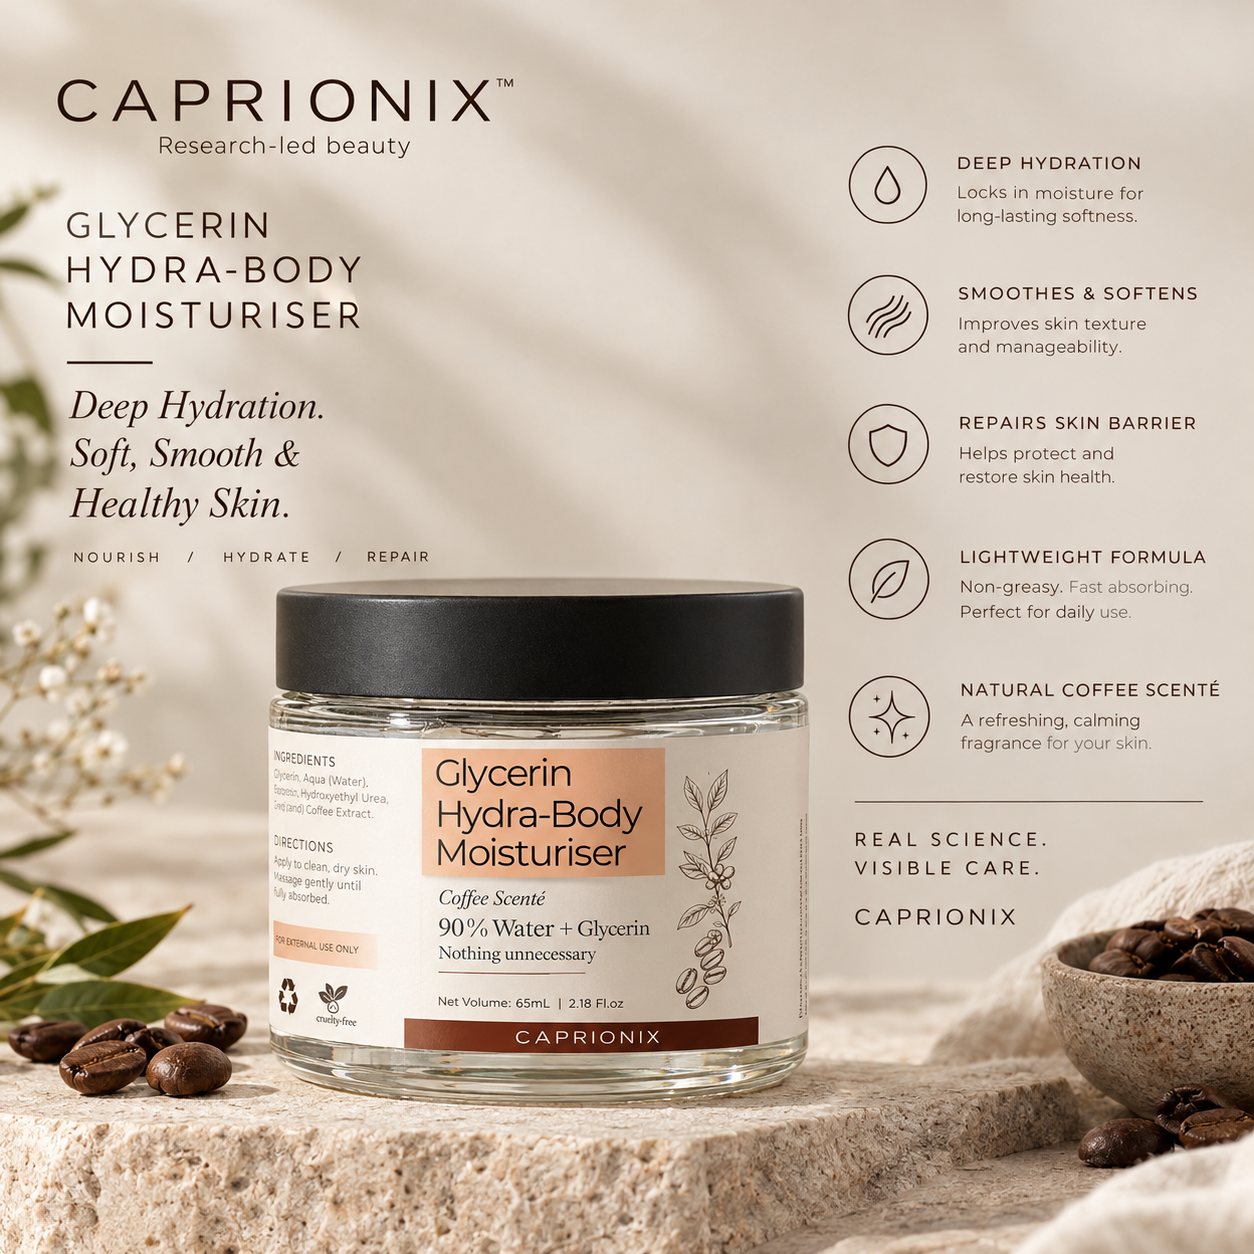 CAPRIONIX™
Research-led beauty
GLYCERIN
HYDRA-BODY
MOISTURISER
Deep Hydration.
Soft, Smooth &
Healthy Skin.
NOURISH / HYDRATE / REPAIR
DEEP HYDRATION
Locks in moisture for
long-lasting softness.
SMOOTHES & SOFTENS
Improves skin texture
and manageability.
REPAIRS SKIN BARRIER
Helps protect and
restore skin health.
LIGHTWEIGHT FORMULA
Non-greasy. Fast absorbing.
Perfect for daily use.
NATURAL COFFEE SCENTÉ
A refreshing, calming
fragrance for your skin.
REAL SCIENCE.
VISIBLE CARE.
CAPRIONIX
INGREDIENTS
Glycerin, Aqua (Water),
Hydroxyethyl Urea,
(and) Coffee Extract.
DIRECTIONS
Apply to clean, dry skin.
Massage gently until
fully absorbed.
FOR EXTERNAL USE ONLY
cruelty-free
Glycerin
Hydra-Body
Moisturiser
Coffee Scenté
90% Water + Glycerin
Nothing unnecessary
Net Volume: 65mL | 2.18 Fl.oz
CAPRIONIX